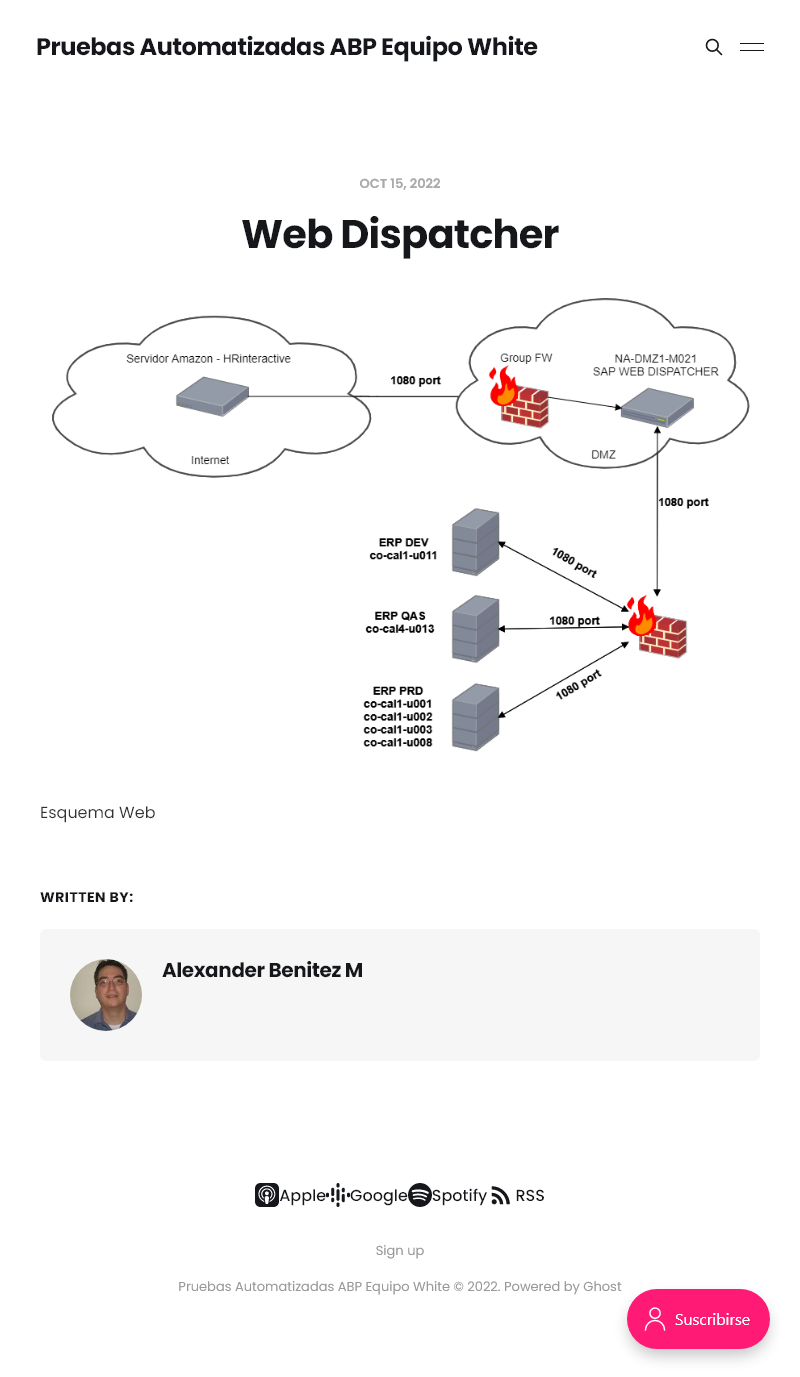 Pruebas Automatizadas ABP Equipo White
OCT 15, 2022
Web Dispatcher
Servidor Amazon - HRinteractive
Internet
1080 port
Group FW
NA-DMZ1-M021
SAP WEB DISPATCHER
DMZ
1080 port
ERP DEV
co-cal1-u011
1080 port
ERP QAS
co-cal4-u013
1080 port
ERP PRD
co-cal1-u001
co-cal1-u002
co-cal1-u003
co-cal1-u008
1080 port
Esquema Web
WRITTEN BY:
Alexander Benitez M
Apple Google Spotify RSS
Sign up
Pruebas Automatizadas ABP Equipo White © 2022. Powered by Ghost
Suscribirse